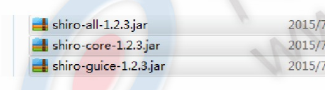 shiro-all-1.2.3.jar 2015/7
shiro-core-1.2.3.jar 2015/7
shiro-guice-1.2.3.jar 2015/7